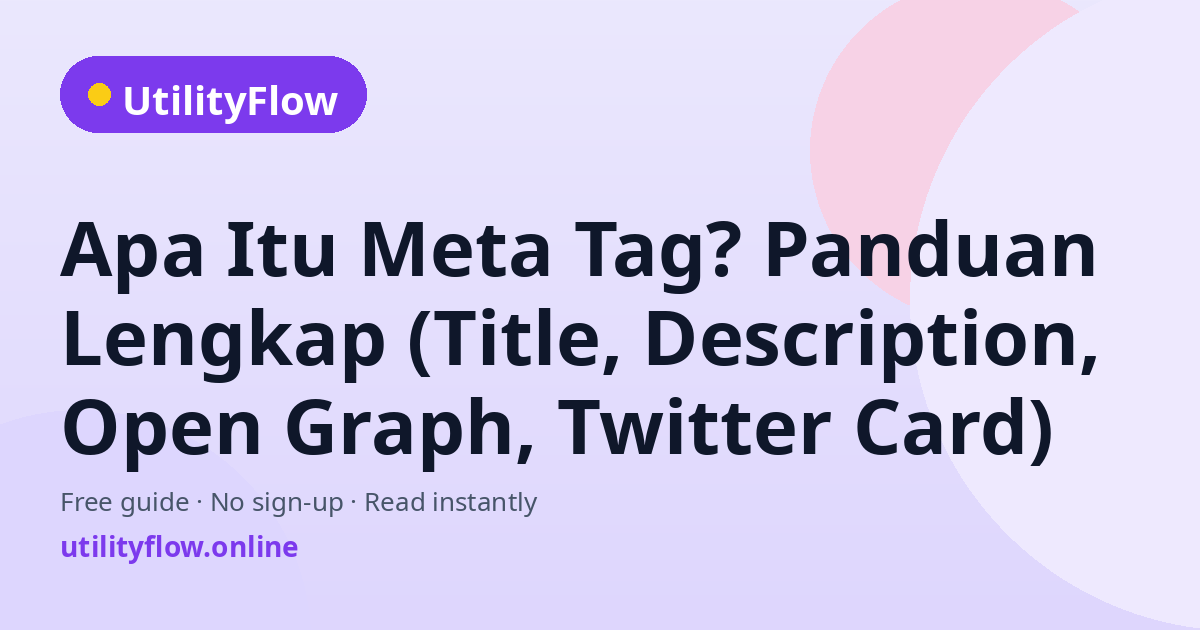 UtilityFlow
Apa Itu Meta Tag? Panduan
Lengkap (Title, Description,
Open Graph, Twitter Card)
Free guide · No sign-up · Read instantly
utilityflow.online